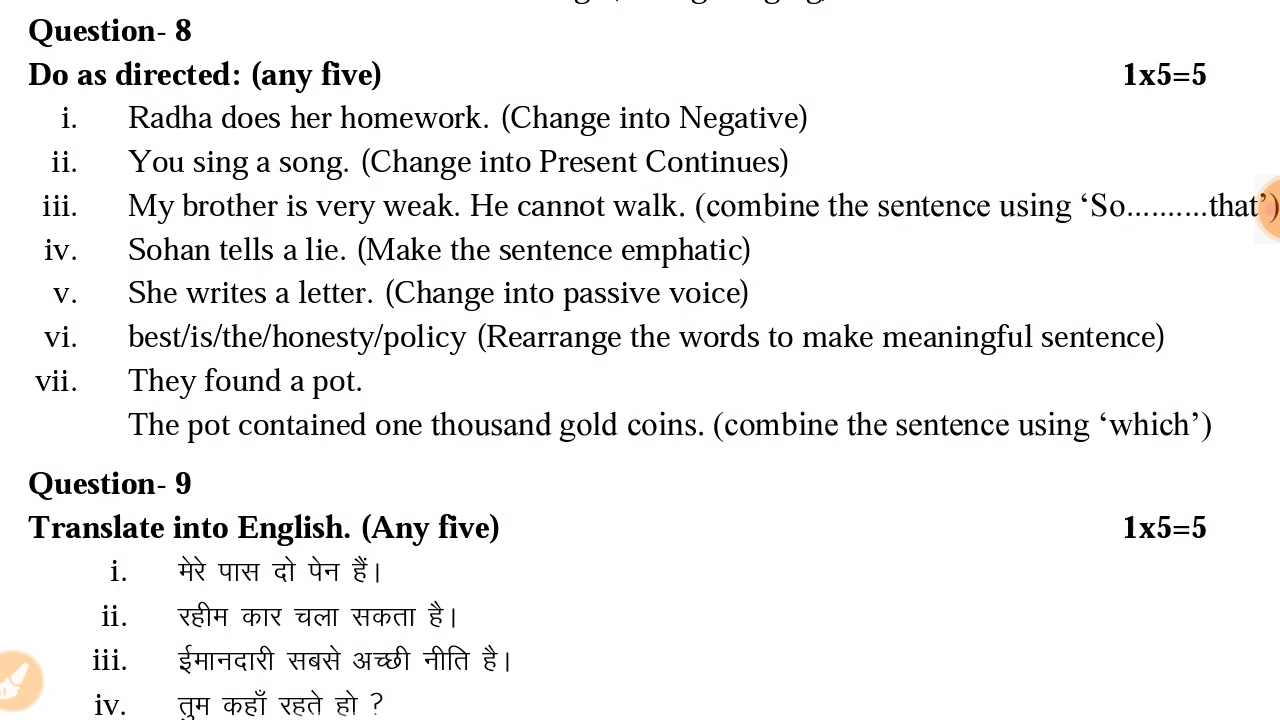 Question- 8
Do as directed: (any five) 1x5=5
i. Radha does her homework. (Change into Negative)
ii. You sing a song. (Change into Present Continues)
iii. My brother is very weak. He cannot walk. (combine the sentence using ‘So..........that’)
iv. Sohan tells a lie. (Make the sentence emphatic)
v. She writes a letter. (Change into passive voice)
vi. best/is/the/honesty/policy (Rearrange the words to make meaningful sentence)
vii. They found a pot.
The pot contained one thousand gold coins. (combine the sentence using ‘which’)
Question- 9
Translate into English. (Any five) 1x5=5
i. मेरे पास दो पेन हैं।
ii. रहीम कार चला सकता है।
iii. ईमानदारी सबसे अच्छी नीति है।
iv. तुम कहाँ रहते हो ?